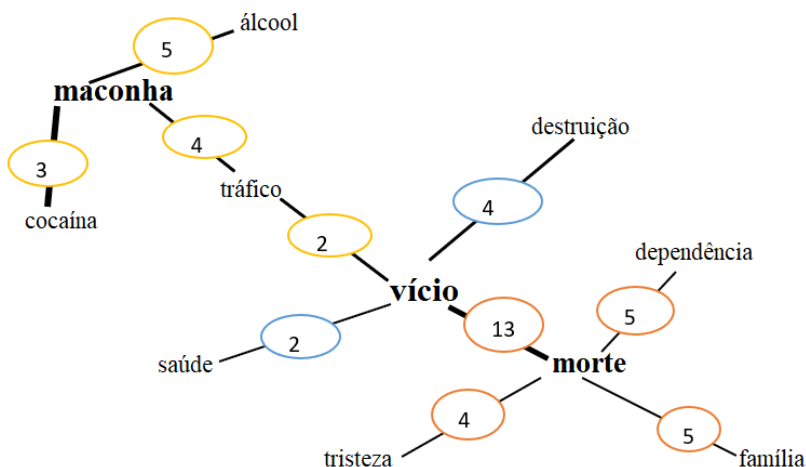 álcool
5
maconha
4
destruição
3
tráfico
4
cocaína
2
dependência
vício
5
13
2
saúde
morte
4
5
tristeza
família